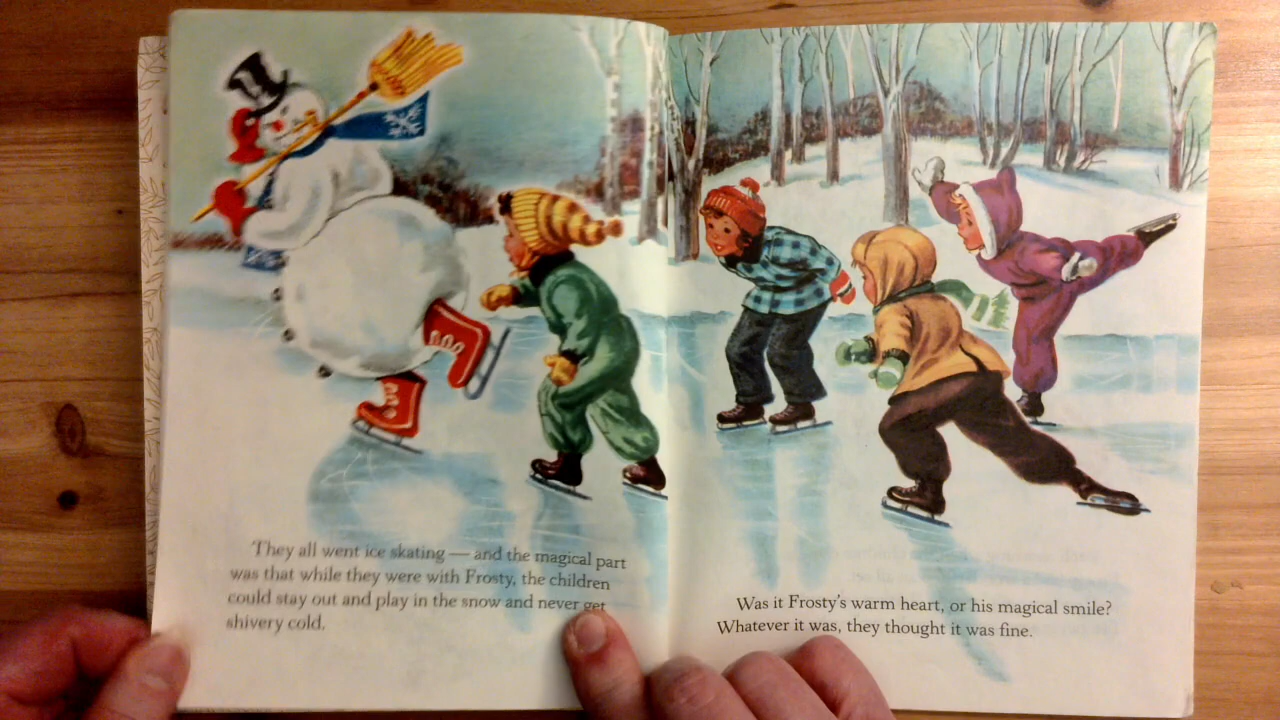 They all went ice skating — and the magical part
was that while they were with Frosty, the children
could stay out and play in the snow and never get
shivery cold.
Was it Frosty's warm heart, or his magical smile?
Whatever it was, they thought it was fine.